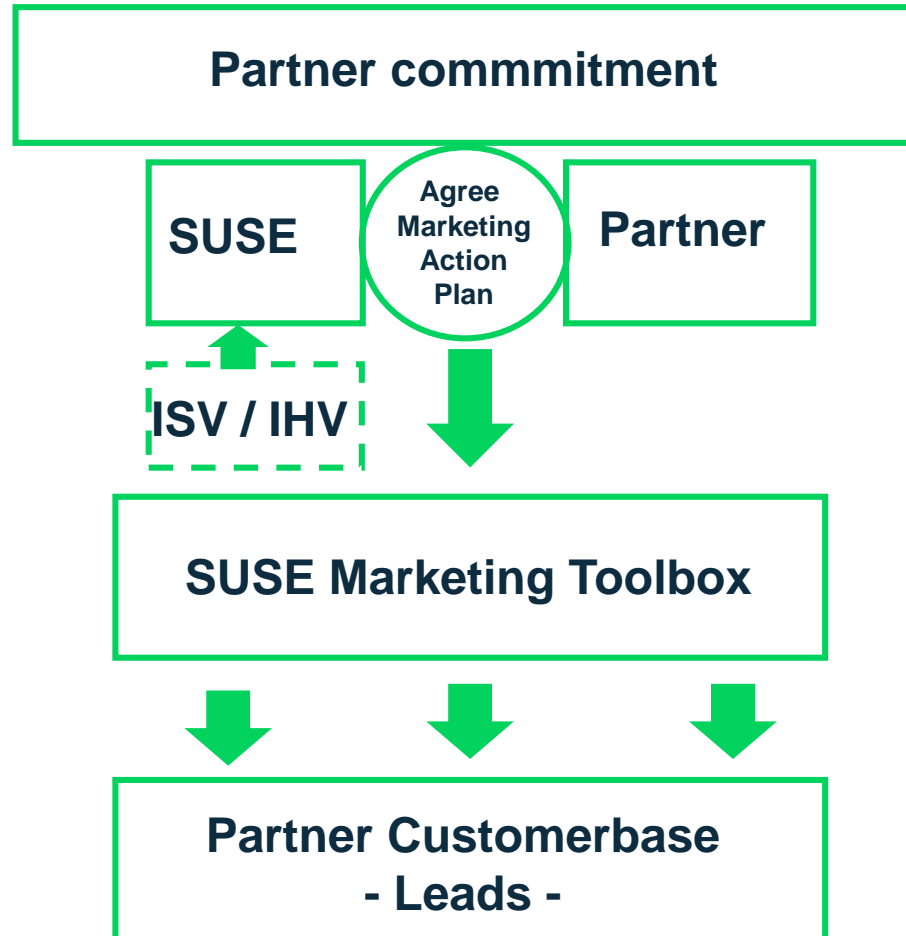 Partner commmitment
SUSE
Agree
Marketing
Action
Plan
Partner
ISV / IHV
SUSE Marketing Toolbox
Partner Customerbase
- Leads -